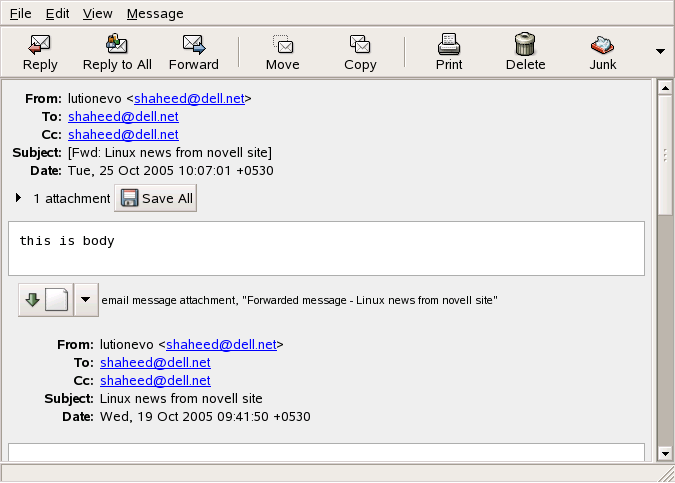 File Edit View Message
Reply Reply to All Forward Move Copy Print Delete Junk
From: lutionevo <shaheed@dell.net>
To: shaheed@dell.net
Cc: shaheed@dell.net
Subject: [Fwd: Linux news from novell site]
Date: Tue, 25 Oct 2005 10:07:01 +0530
1 attachment Save All
this is body
email message attachment, "Forwarded message - Linux news from novell site"
From: lutionevo <shaheed@dell.net>
To: shaheed@dell.net
Cc: shaheed@dell.net
Subject: Linux news from novell site
Date: Wed, 19 Oct 2005 09:41:50 +0530